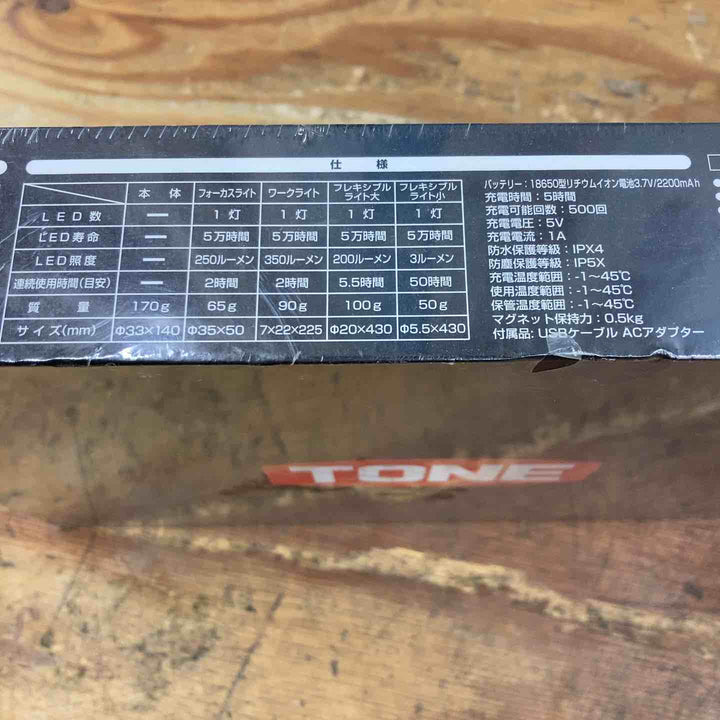 仕様
本体 フォーカスライト ワークライト フレキシブルライト大 フレキシブルライト小
LED数 ー 1灯 1灯 1灯 1灯
LED寿命 ー 5万時間 5万時間 5万時間 5万時間
LED照度 ー 250ルーメン 350ルーメン 200ルーメン 3ルーメン
連続使用時間(目安) ー 2時間 2時間 5.5時間 50時間
質量 170g 65g 90g 100g 50g
サイズ(mm) Φ33×140 Φ35×50 7×22×225 Φ20×430 Φ5.5×430
バッテリー:18650型リチウムイオン電池3.7V/2200mAh
充電時間:5時間
充電可能回数:500回
充電電圧:5V
充電電流:1A
防水保護等級:IPX4
防塵保護等級:IP5X
充電温度範囲:-1〜45℃
使用温度範囲:-1〜45℃
保管温度範囲:-1〜45℃
マグネット保持力:0.5kg
付属品:USBケーブル ACアダプター
TONE